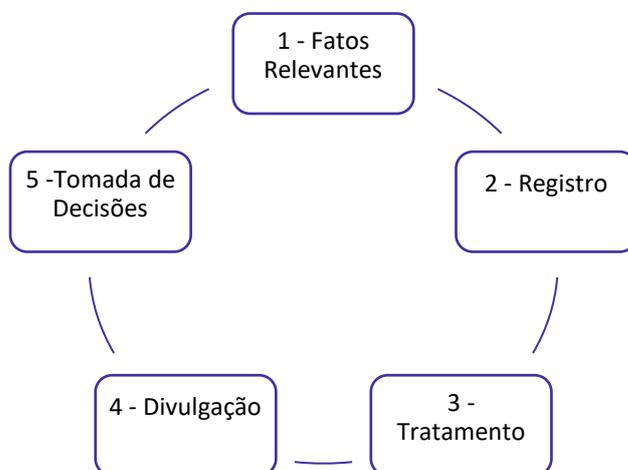 1 - Fatos
Relevantes
2 - Registro
3 -
Tratamento
4 - Divulgação
5 -Tomada de
Decisões